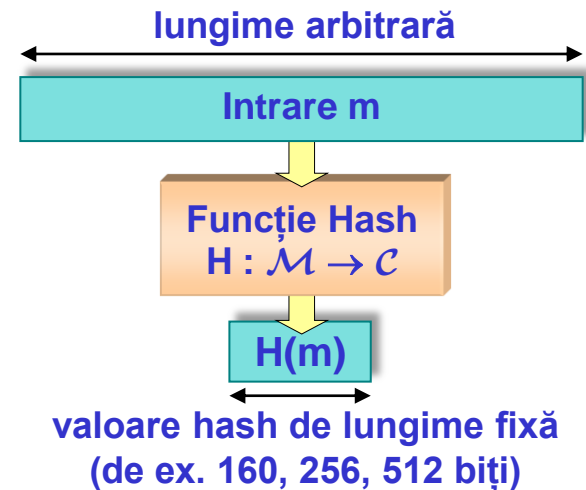 lungime arbitrară
Intrare m
Funcție Hash
H : ℳ → 𝒞
H(m)
valoare hash de lungime fixă
(de ex. 160, 256, 512 biți)